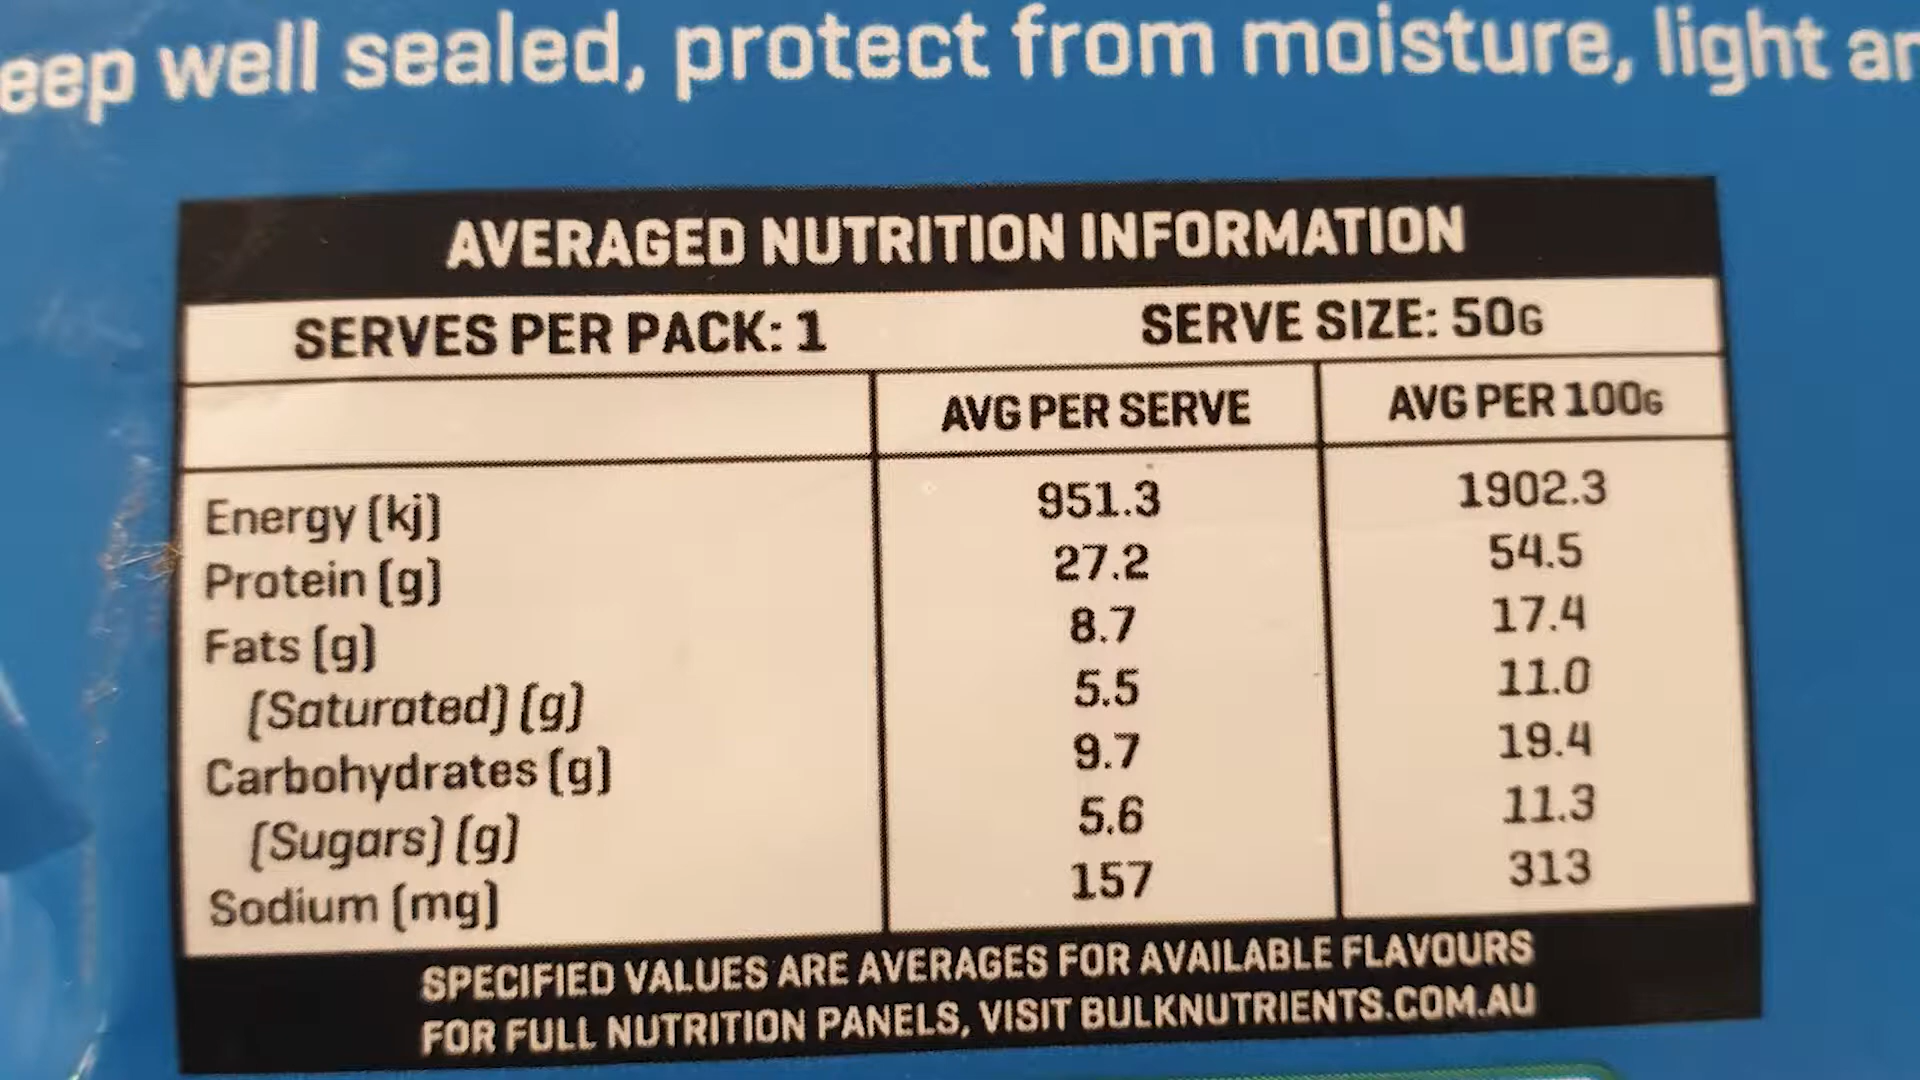 eep well sealed, protect from moisture, light
AVERAGED NUTRITION INFORMATION
SERVES PER PACK: 1 SERVE SIZE: 50G
AVG PER SERVE AVG PER 100G
Energy (kj) 951.3 1902.3
Protein (g) 27.2 54.5
Fats (g) 8.7 17.4
(Saturated) (g) 5.5 11.0
Carbohydrates (g) 9.7 19.4
(Sugars) (g) 5.6 11.3
Sodium (mg) 157 313
SPECIFIED VALUES ARE AVERAGES FOR AVAILABLE FLAVOURS
FOR FULL NUTRITION PANELS, VISIT BULKNUTRIENTS.COM.AU